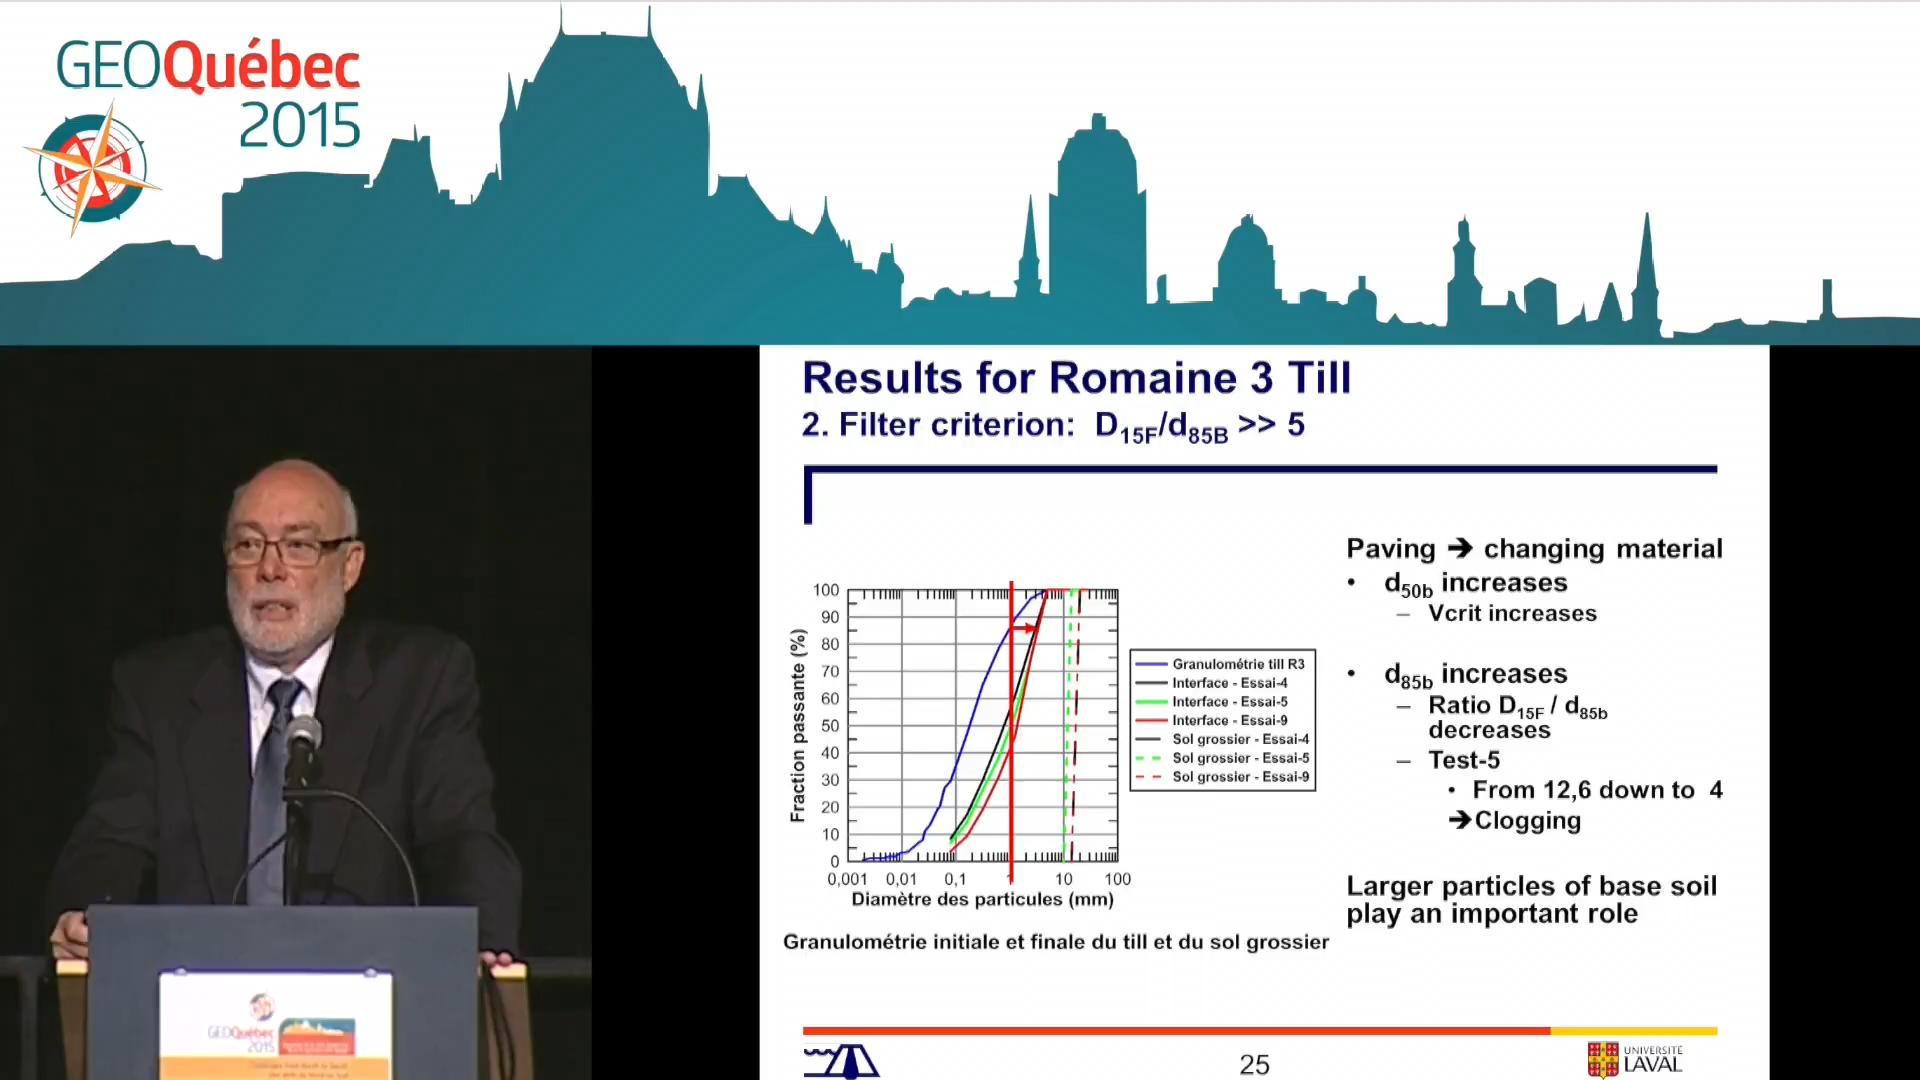 GEOQuébec
2015
Results for Romaine 3 Till
2. Filter criterion: D15F/d85B >> 5
Paving ➔ changing material
• d50b increases
– Vcrit increases
• d85b increases
– Ratio D15F / d85b
decreases
– Test-5
• From 12,6 down to 4
➔Clogging
Larger particles of base soil
play an important role
Fraction passante (%)
100
90
80
70
60
50
40
30
20
10
0
0,001 0,01 0,1 1 10 100
Diamètre des particules (mm)
Granulométrie till R3
Interface - Essai-4
Interface - Essai-5
Interface - Essai-9
Sol grossier - Essai-4
Sol grossier - Essai-5
Sol grossier - Essai-9
Granulométrie initiale et finale du till et du sol grossier
25
UNIVERSITÉ
LAVAL
GEOQuébec
2015